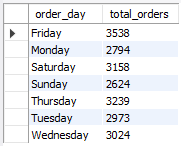 order_day total_orders
Friday 3538
Monday 2794
Saturday 3158
Sunday 2624
Thursday 3239
Tuesday 2973
Wednesday 3024